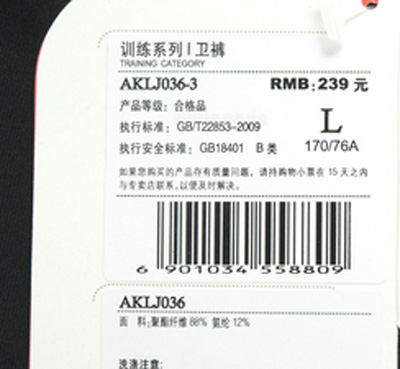 训练系列 | 卫裤
TRAINING CATEGORY
AKLJ036-3 RMB: 239 元
产品等级：合格品
执行标准：GB/T22853-2009
L
执行安全标准：GB18401 B 类
170/76A
如果您购买的产品存有质量问题，请持购物小票在 15 天之内
与专卖店联系，以便及时解决。
6 901034 558809
AKLJ036
面 料：聚酯纤维 88% 氨纶 12%
洗涤注意：